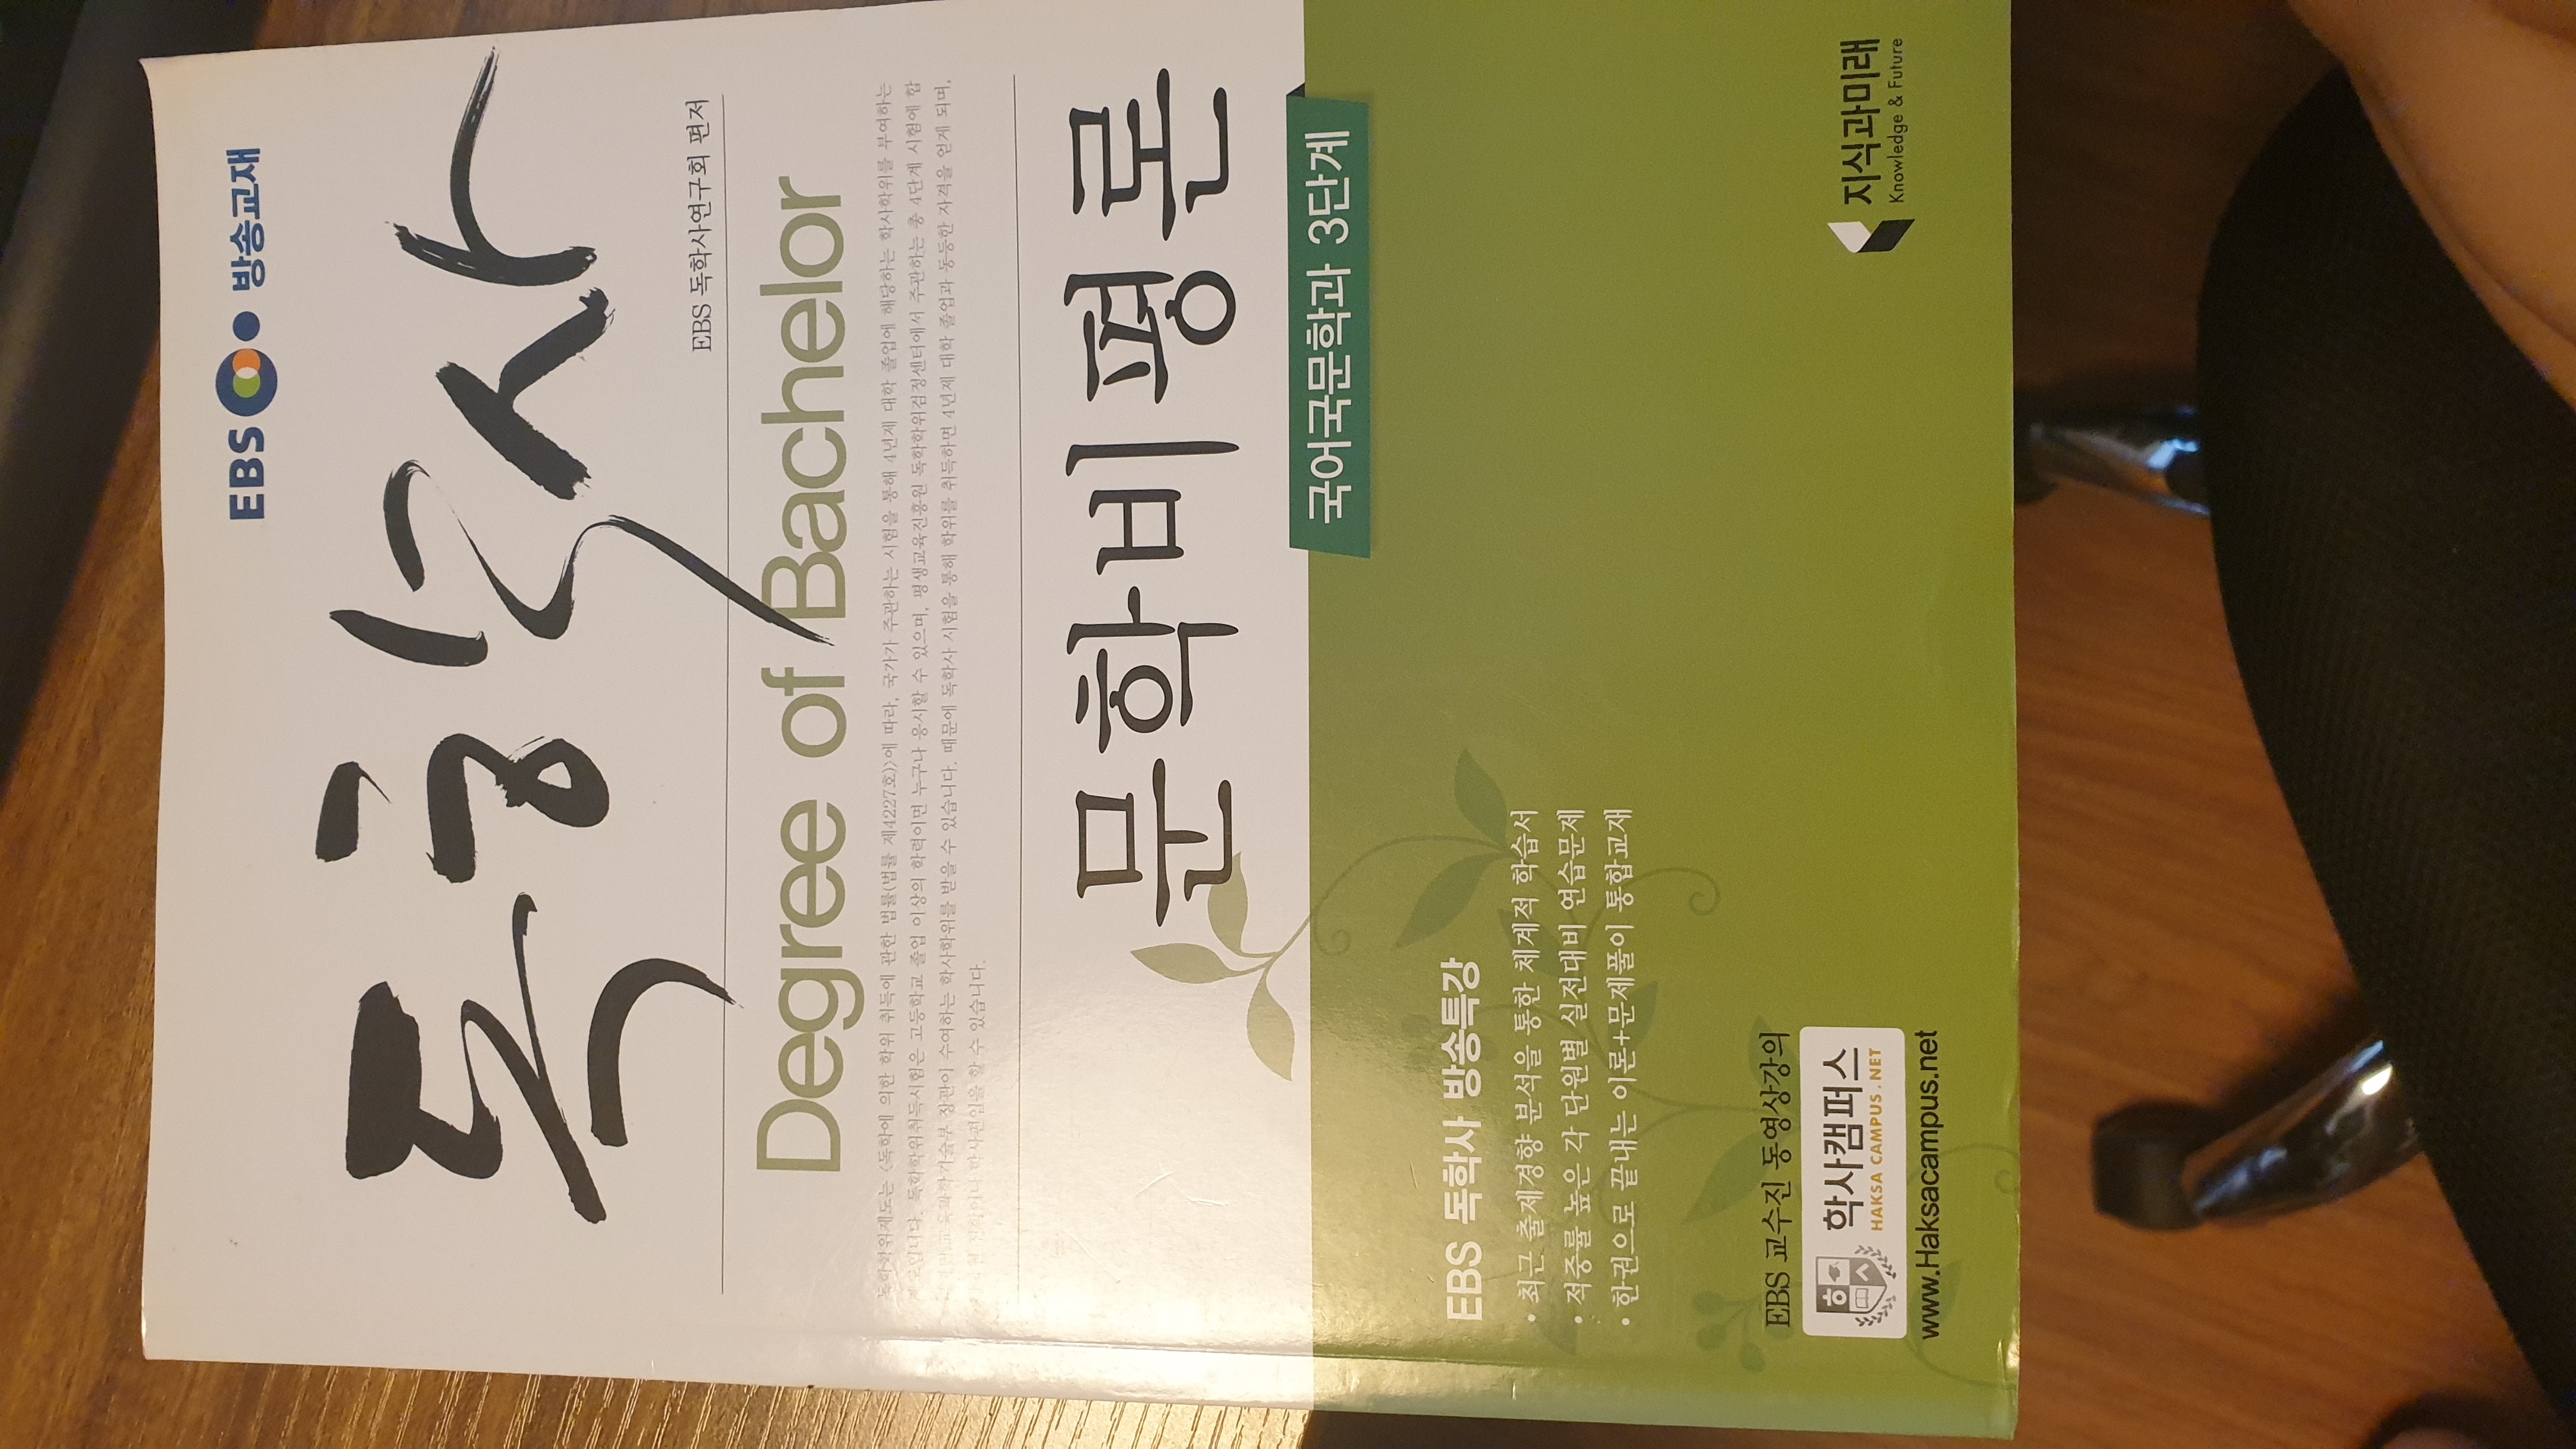 EBS 방송교재
독학사
EBS 독학사연구회 편저
Degree of Bachelor
독학학위제도는 《독학에 의한 학위 취득에 관한 법률(법률 제4227호)》에 따라, 국가가 주관하는 시험을 통해 4년제 대학 졸업에 해당하는 학사학위를 부여하는
제도입니다. 독학학위취득시험은 고등학교 졸업 이상의 학력이면 누구나 응시할 수 있으며, 평생교육진흥원 독학학위검정센터에서 주관하는 총 4단계 시험에 합
교육과학기술부 장관이 수여하는 학사학위를 받을 수 있습니다. 때문에 독학사 시험을 통해 학위를 취득하면 4년제 대학 졸업과 동등한 자격을 얻게 되며,
학사편입을 할 수 있습니다.
문학비평론
국어국문학과 3단계
EBS 독학사 방송특강
• 최근 출제경향 분석을 통한 체계적 학습서
• 적중률 높은 각 단원별 실전대비 연습문제
• 한권으로 끝내는 이론+문제풀이 통합교재
EBS 교수진 동영상강의
학사캠퍼스
HAKSA CAMPUS.NET
www.Haksacampus.net
지식과미래
Knowledge & Future